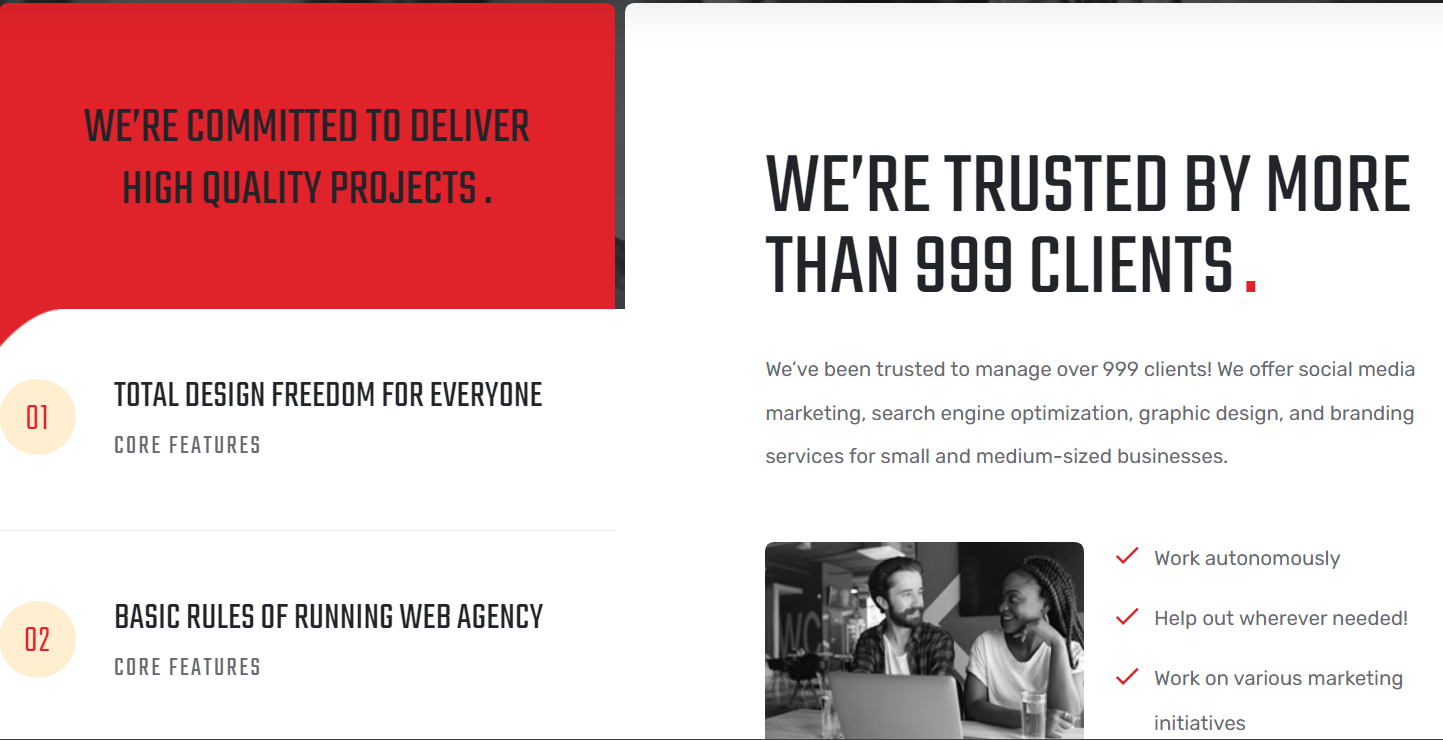 WE’RE COMMITTED TO DELIVER
HIGH QUALITY PROJECTS .
01
TOTAL DESIGN FREEDOM FOR EVERYONE
CORE FEATURES
02
BASIC RULES OF RUNNING WEB AGENCY
CORE FEATURES
WE’RE TRUSTED BY MORE
THAN 999 CLIENTS .
We’ve been trusted to manage over 999 clients! We offer social media
marketing, search engine optimization, graphic design, and branding
services for small and medium-sized businesses.
Work autonomously
Help out wherever needed!
Work on various marketing
initiatives